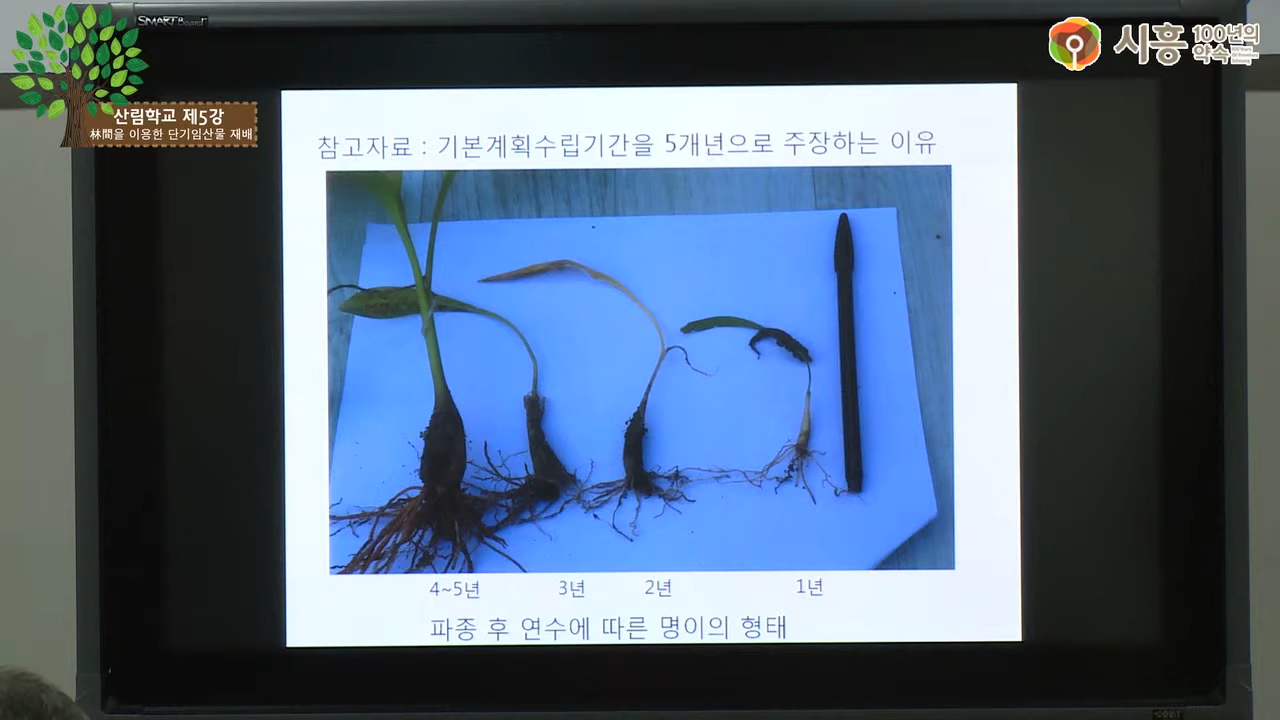 SMART Board
산림학교 제5강
林間을 이용한 단기임산물 재배
시흥 100년의 약속
참고자료 : 기본계획수립기간을 5개년으로 주장하는 이유
4~5년 3년 2년 1년
파종 후 연수에 따른 명이의 형태